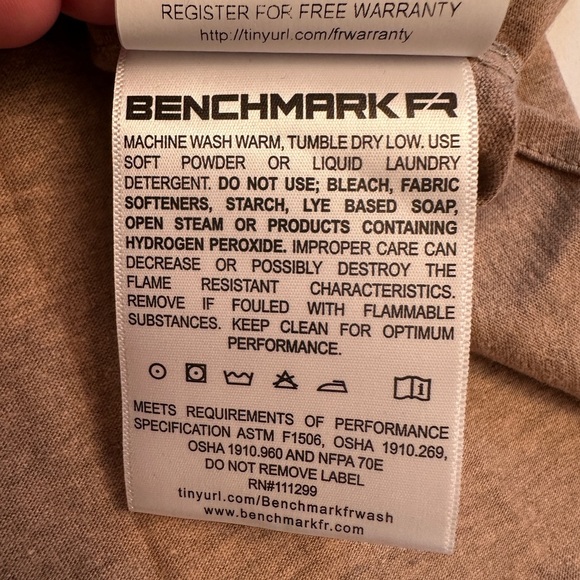 REGISTER FOR FREE WARRANTY
http://tinyurl.com/frwarranty
BENCHMARK FR
MACHINE WASH WARM, TUMBLE DRY LOW. USE
SOFT POWDER OR LIQUID LAUNDRY
DETERGENT. DO NOT USE; BLEACH, FABRIC
SOFTENERS, STARCH, LYE BASED SOAP,
OPEN STEAM OR PRODUCTS CONTAINING
HYDROGEN PEROXIDE. IMPROPER CARE CAN
DECREASE OR POSSIBLY DESTROY THE
FLAME RESISTANT CHARACTERISTICS.
REMOVE IF FOULED WITH FLAMMABLE
SUBSTANCES. KEEP CLEAN FOR OPTIMUM
PERFORMANCE.
MEETS REQUIREMENTS OF PERFORMANCE
SPECIFICATION ASTM F1506, OSHA 1910.269,
OSHA 1910.960 AND NFPA 70E
DO NOT REMOVE LABEL
RN#111299
tinyurl.com/Benchmarkfrwash
www.benchmarkfr.com